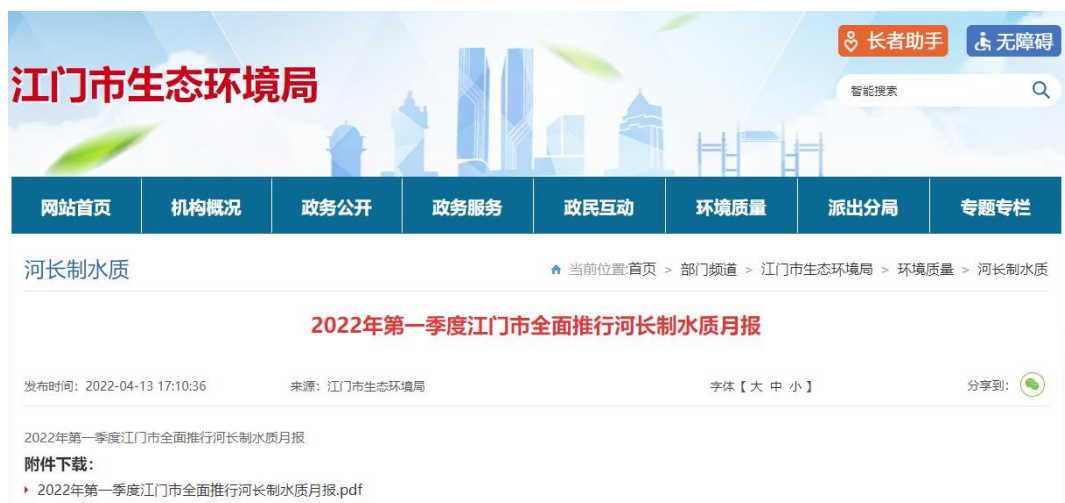 长者助手 无障碍
江门市生态环境局
智能搜索
网站首页 机构概况 政务公开 政务服务 政民互动 环境质量 派出分局 专题专栏
河长制水质 当前位置:首页 > 部门频道 > 江门市生态环境局 > 环境质量 > 河长制水质
2022年第一季度江门市全面推行河长制水质月报
发布时间：2022-04-13 17:10:36 来源：江门市生态环境局 字体【大 中 小】 分享到：
2022年第一季度江门市全面推行河长制水质月报
附件下载：
2022年第一季度江门市全面推行河长制水质月报.pdf